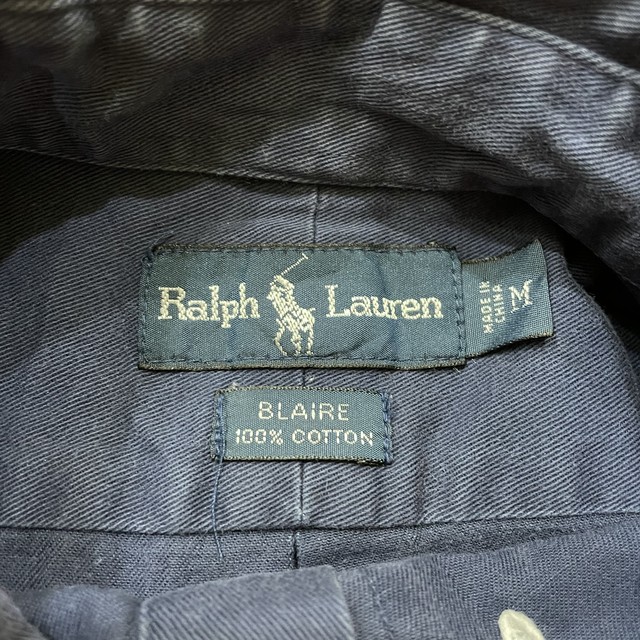 Ralph Lauren
MADE IN
CHINA
M
BLAIRE
100% COTTON